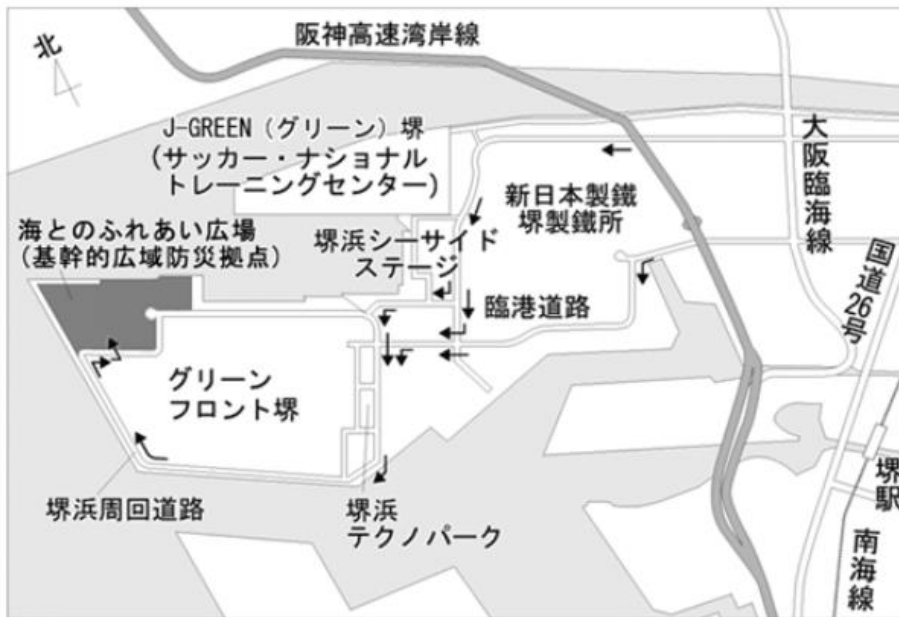 北
阪神高速湾岸線
J-GREEN（グリーン）堺
(サッカー・ナショナル
トレーニングセンター)
大阪臨海線
新日本製鐵
堺製鐵所
海とのふれあい広場
（基幹的広域防災拠点）
堺浜シーサイド
ステージ
国道26号
臨港道路
グリーン
フロント堺
堺浜周回道路
堺浜
テクノパーク
堺駅
南海線